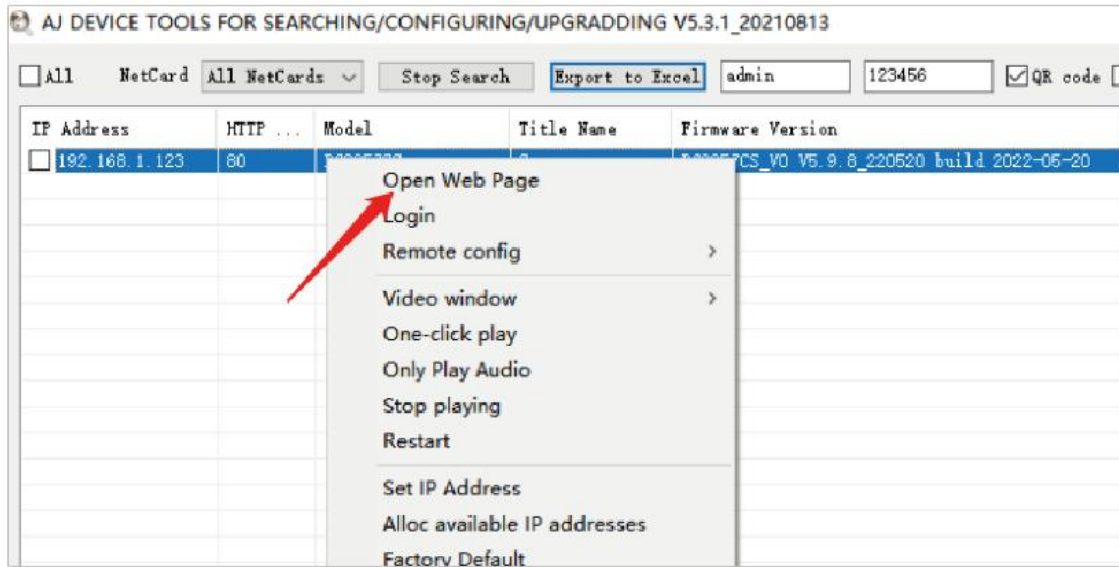 AJ DEVICE TOOLS FOR SEARCHING/CONFIGURING/UPGRADDING V5.3.1_20210813
All NetCard All NetCards Stop Search Export to Excel admin 123456 QR code
IP Address HTTP ... Model Title Name Firmware Version
192.168.1.123 80 V5.9.8_220520 build 2022-05-20
Open Web Page
Login
Remote config
Video window
One-click play
Only Play Audio
Stop playing
Restart
Set IP Address
Alloc available IP addresses
Factory Default